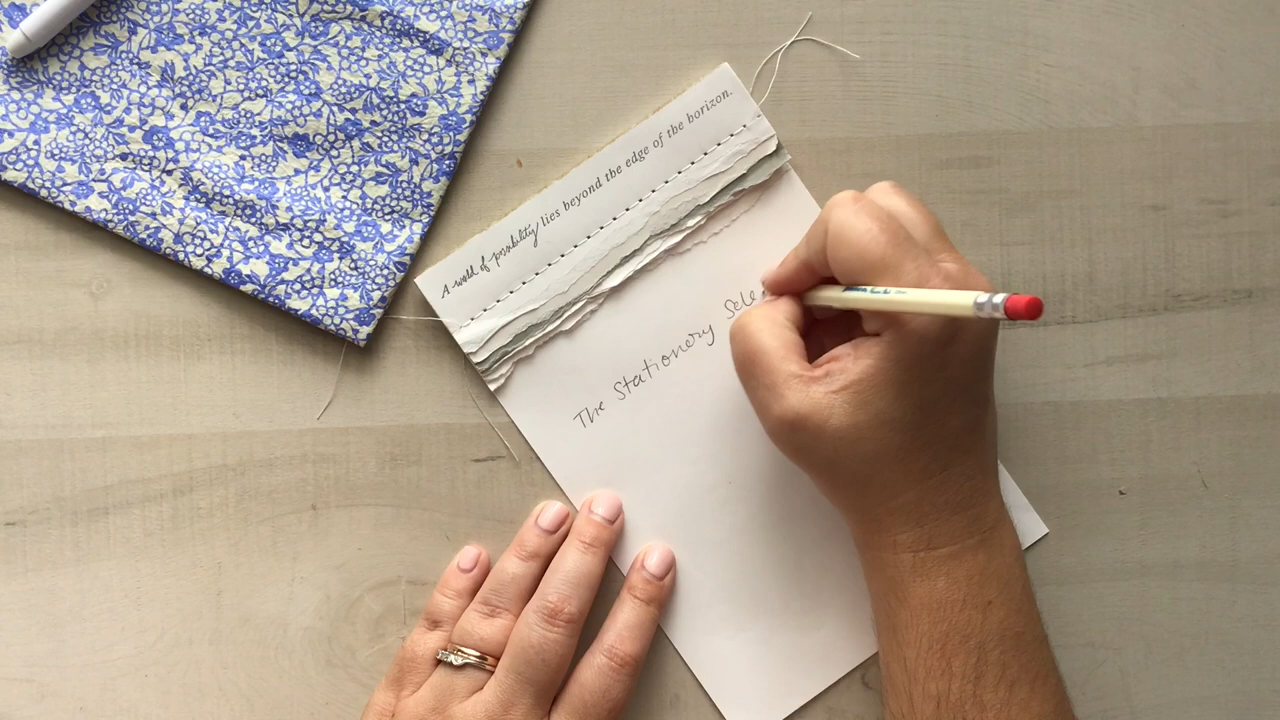 A world of possibility lies beyond the edge of the horizon.
The Stationery Sele